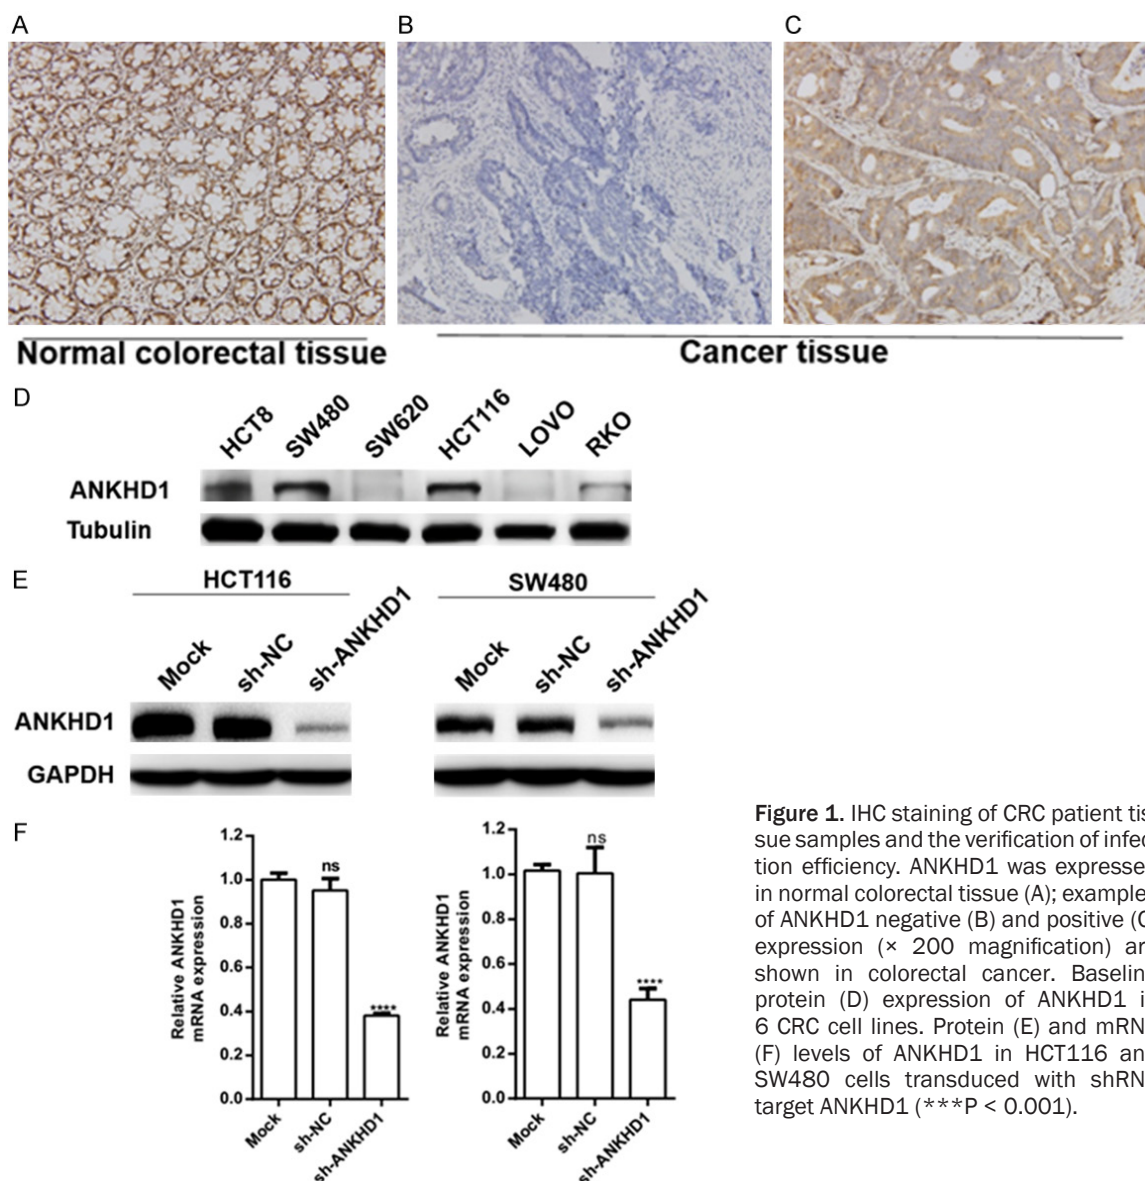 A
B
C
Normal colorectal tissue
Cancer tissue
D
HCT8
SW480
SW620
HCT116
LOVO
RKO
ANKHD1
Tubulin
E
HCT116
SW480
Mock
sh-NC
sh-ANKHD1
Mock
sh-NC
sh-ANKHD1
ANKHD1
GAPDH
F
Relative ANKHD1
mRNA expression
1.2
1.0
0.8
0.6
0.4
0.2
0.0
ns
****
Mock
sh-NC
sh-ANKHD1
Relative ANKHD1
mRNA expression
1.2
1.0
0.8
0.6
0.4
0.2
0.0
ns
****
Mock
sh-NC
sh-ANKHD1
Figure 1. IHC staining of CRC patient tis
sue samples and the verification of infec
tion efficiency. ANKHD1 was expresse
in normal colorectal tissue (A); example
of ANKHD1 negative (B) and positive (C
expression (× 200 magnification) ar
shown in colorectal cancer. Baselin
protein (D) expression of ANKHD1 i
6 CRC cell lines. Protein (E) and mRN
(F) levels of ANKHD1 in HCT116 an
SW480 cells transduced with shRN
target ANKHD1 (***P < 0.001).